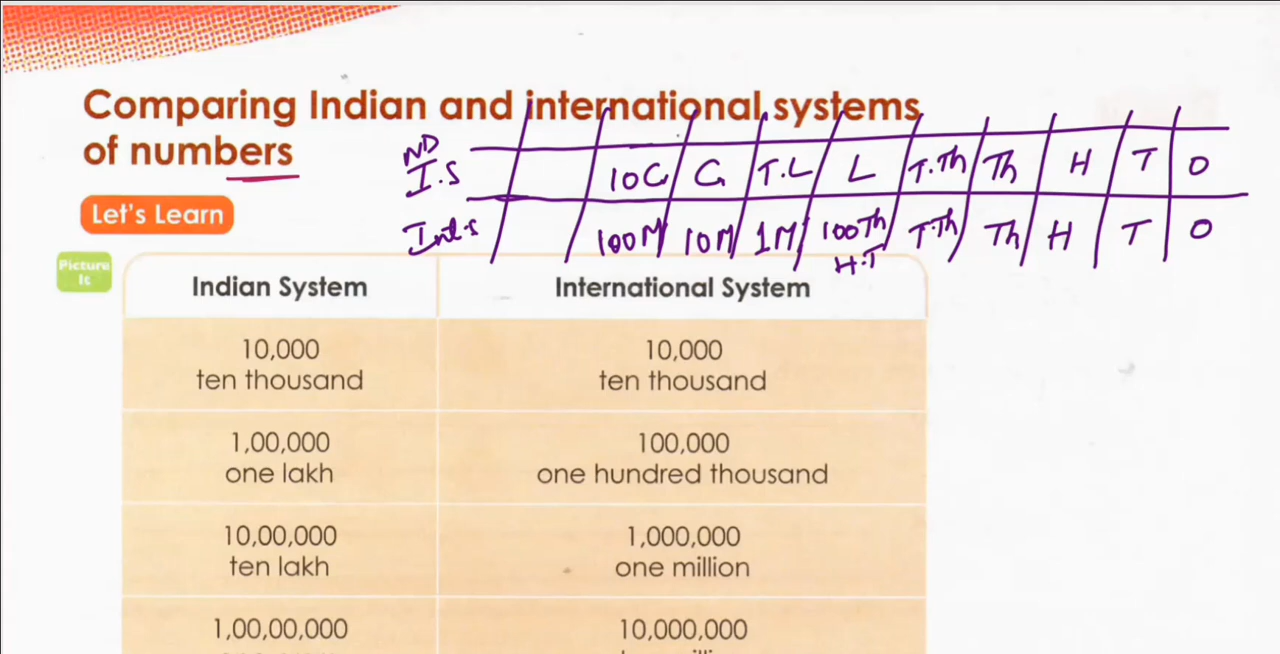 Comparing Indian and international systems
of numbers
ND
I.S 10C C T.L L T.Th Th H T O
Int.s 100M 10M 1M 100Th T.Th Th H T O
H.T
Let's Learn
Picture
It
Indian System International System
10,000 10,000
ten thousand ten thousand
1,00,000 100,000
one lakh one hundred thousand
10,00,000 1,000,000
ten lakh one million
1,00,00,000 10,000,000